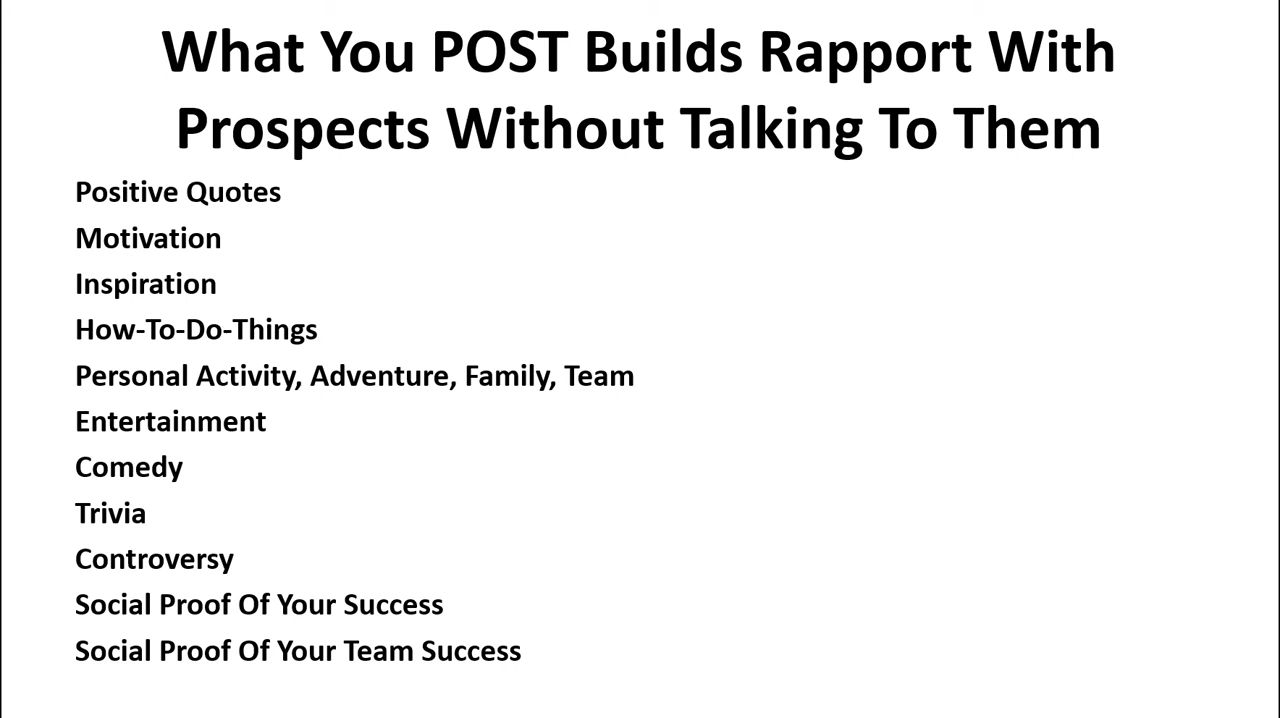 What You POST Builds Rapport With
Prospects Without Talking To Them
Positive Quotes
Motivation
Inspiration
How-To-Do-Things
Personal Activity, Adventure, Family, Team
Entertainment
Comedy
Trivia
Controversy
Social Proof Of Your Success
Social Proof Of Your Team Success